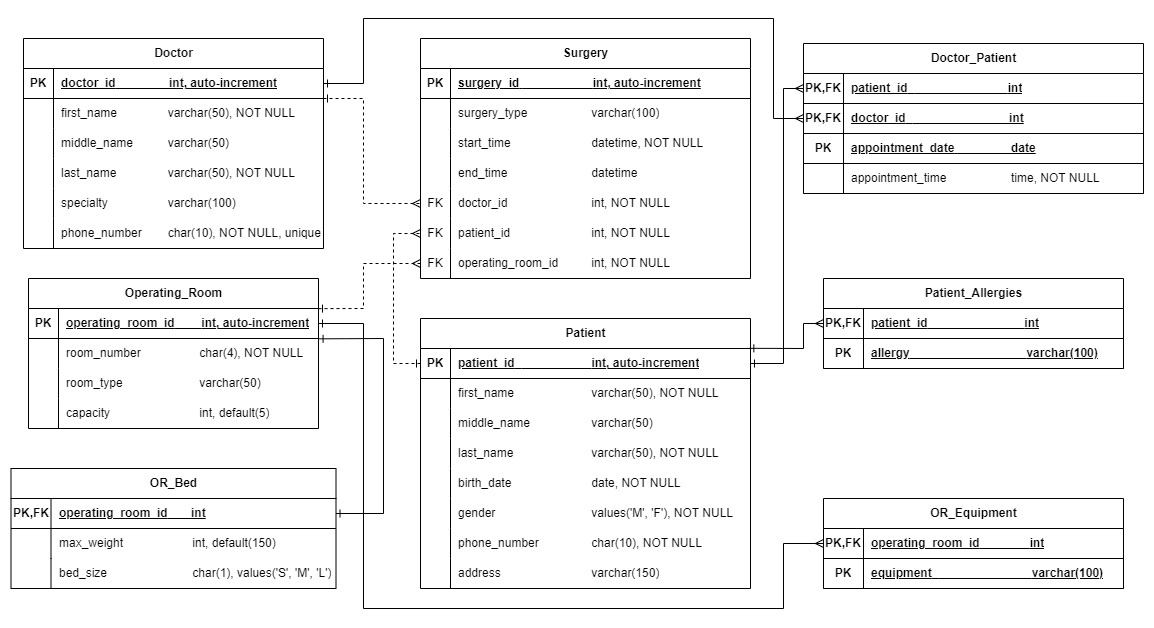 Doctor
PK doctor_id int, auto-increment
first_name varchar(50), NOT NULL
middle_name varchar(50)
last_name varchar(50), NOT NULL
specialty varchar(100)
phone_number char(10), NOT NULL, unique
Surgery
PK surgery_id int, auto-increment
surgery_type varchar(100)
start_time datetime, NOT NULL
end_time datetime
FK doctor_id int, NOT NULL
FK patient_id int, NOT NULL
FK operating_room_id int, NOT NULL
Doctor_Patient
PK,FK patient_id int
PK,FK doctor_id int
PK appointment_date date
appointment_time time, NOT NULL
Operating_Room
PK operating_room_id int, auto-increment
room_number char(4), NOT NULL
room_type varchar(50)
capacity int, default(5)
Patient
PK patient_id int, auto-increment
first_name varchar(50), NOT NULL
middle_name varchar(50)
last_name varchar(50), NOT NULL
birth_date date, NOT NULL
gender values('M', 'F'), NOT NULL
phone_number char(10), NOT NULL
address varchar(150)
Patient_Allergies
PK,FK patient_id int
PK allergy varchar(100)
OR_Bed
PK,FK operating_room_id int
max_weight int, default(150)
bed_size char(1), values('S', 'M', 'L')
OR_Equipment
PK,FK operating_room_id int
PK equipment varchar(100)